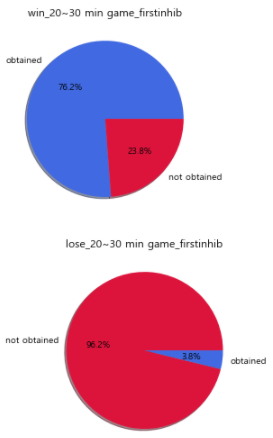 win_20~30 min game_firstinhib
obtained
76.2%
23.8%
not obtained
lose_20~30 min game_firstinhib
not obtained
96.2%
3.8%
obtained